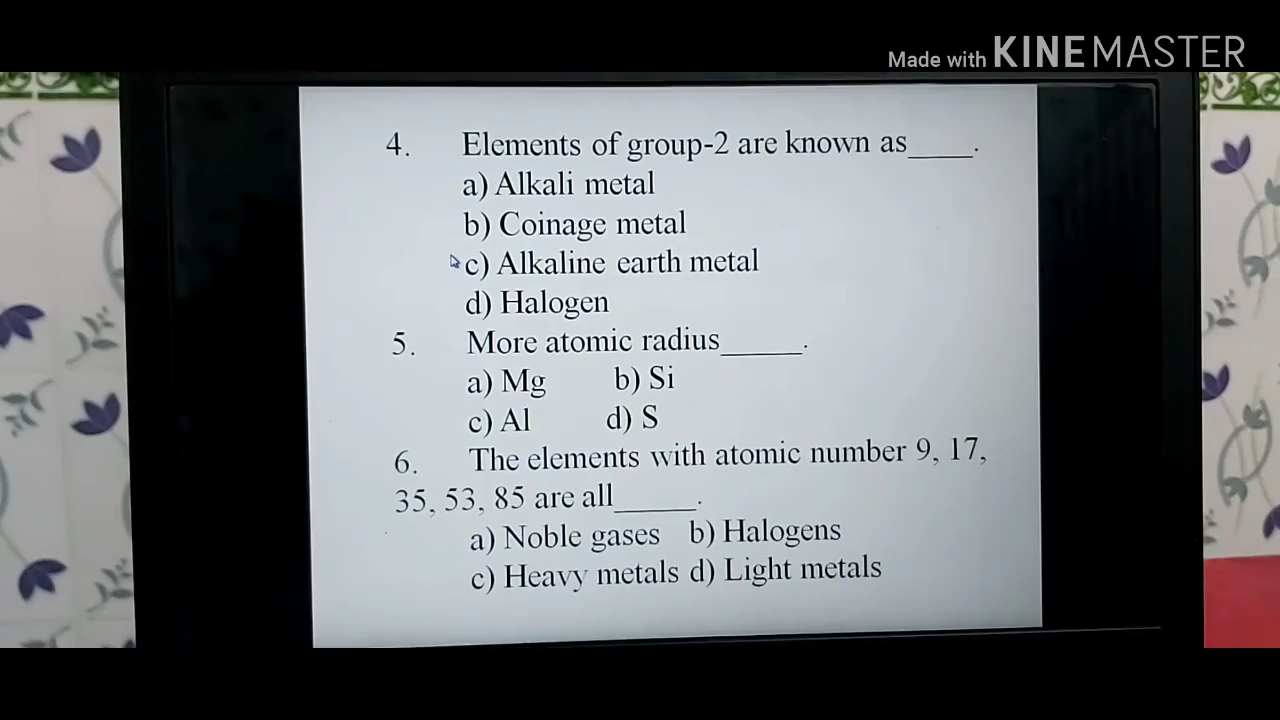 Made with KINEMASTER
4. Elements of group-2 are known as____.
a) Alkali metal
b) Coinage metal
c) Alkaline earth metal
d) Halogen
5. More atomic radius_____.
a) Mg b) Si
c) Al d) S
6. The elements with atomic number 9, 17,
35, 53, 85 are all_____.
a) Noble gases b) Halogens
c) Heavy metals d) Light metals